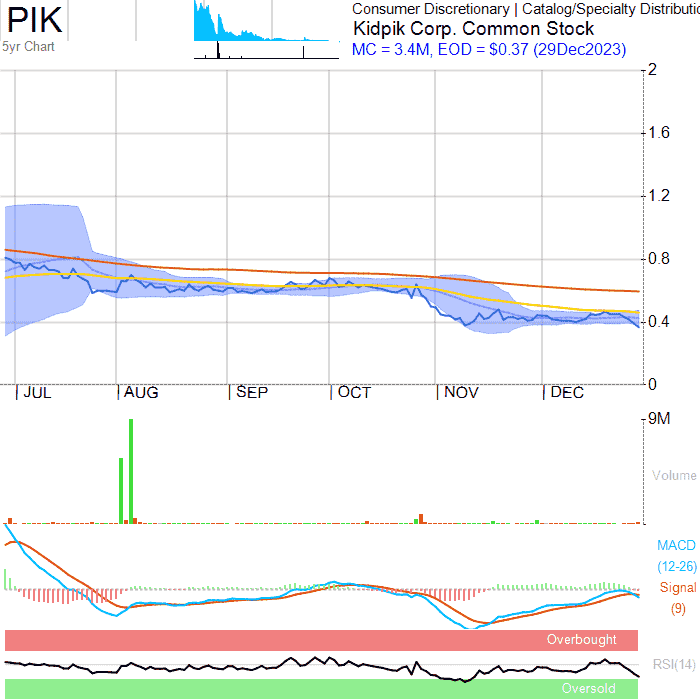 PIK
5yr Chart
Consumer Discretionary | Catalog/Specialty Distributio
Kidpik Corp. Common Stock
MC = 3.4M, EOD = $0.37 (29Dec2023)
2
1.6
1.2
0.8
0.4
0
JUL AUG SEP OCT NOV DEC
9M
Volume
MACD
(12-26)
Signal
(9)
Overbought
RSI(14)
Oversold